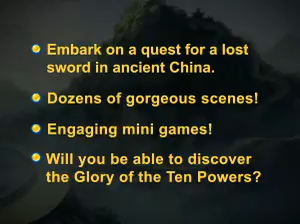 Embark on a quest for a lost
sword in ancient China.
Dozens of gorgeous scenes!
Engaging mini games!
Will you be able to discover
the Glory of the Ten Powers?